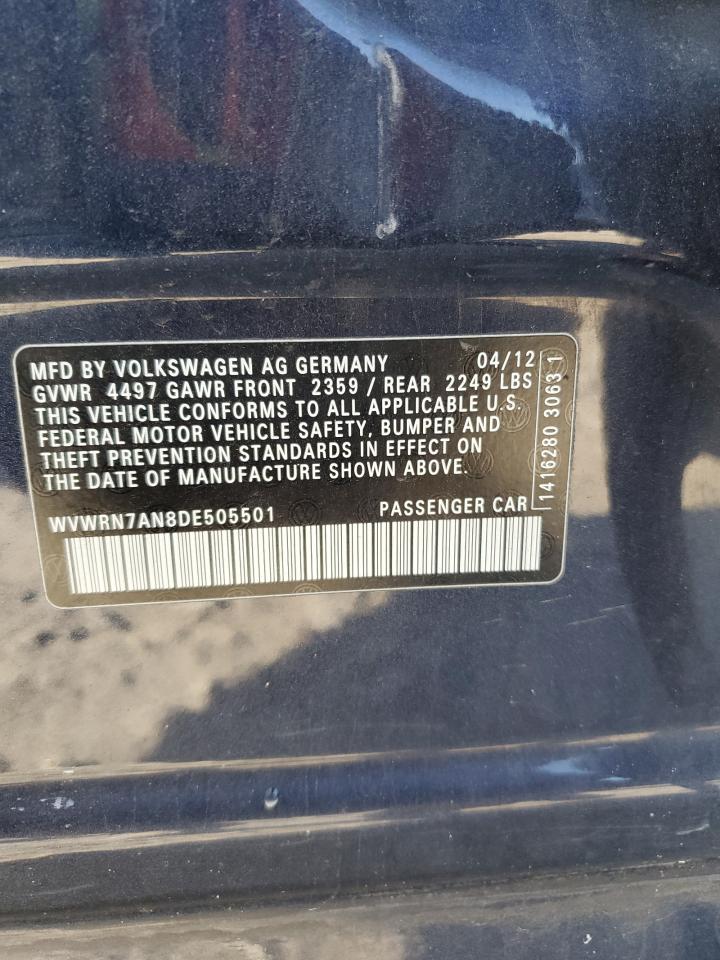 MFD BY VOLKSWAGEN AG GERMANY 04/12
GVWR 4497 GAWR FRONT 2359 / REAR 2249 LBS
THIS VEHICLE CONFORMS TO ALL APPLICABLE U.S.
FEDERAL MOTOR VEHICLE SAFETY, BUMPER AND
THEFT PREVENTION STANDARDS IN EFFECT ON
THE DATE OF MANUFACTURE SHOWN ABOVE.
WVWRN7AN8DE505501 PASSENGER CAR
1416280 3063 1